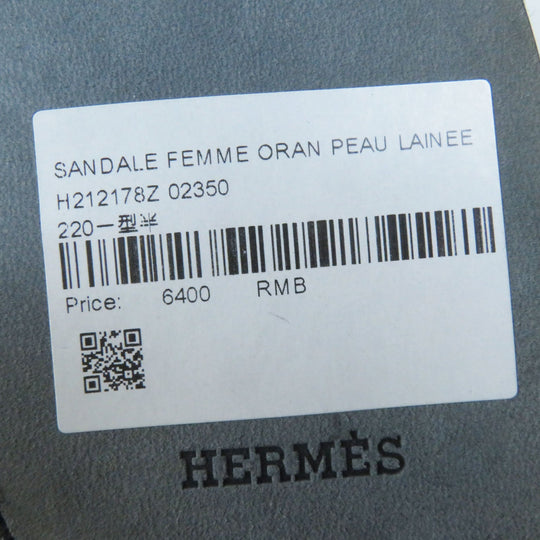 SANDALE FEMME ORAN PEAU LAINEE
H212178Z 02350
220一型半
Price: 6400 RMB
HERMÈS